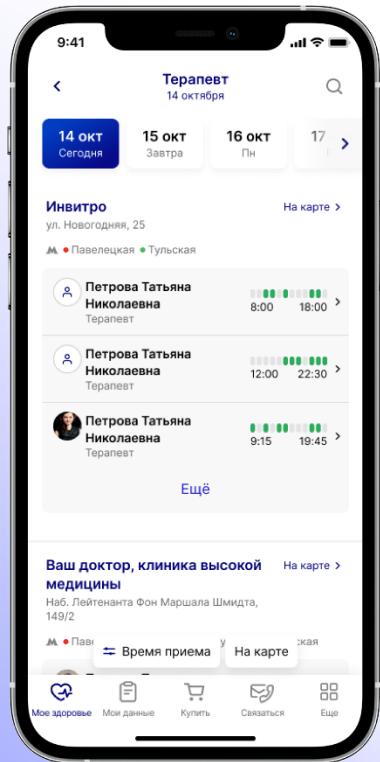 9:41
Терапевт
14 октября
14 окт
15 окт
16 окт
17
Сегодня
Завтра
Пн
Инвитро
На карте
ул. Новогодняя, 25
Павелецкая
Тульская
Петрова Татьяна
Николаевна
Терапевт
8:00 18:00
Петрова Татьяна
Николаевна
Терапевт
12:00 22:30
Петрова Татьяна
Николаевна
Терапевт
9:15 19:45
Ещё
Ваш доктор, клиника высокой
медицины
На карте
Наб. Лейтенанта Фон Маршала Шмидта,
149/2
Время приема
На карте
Мое здоровье
Мои данные
Купить
Связаться
Еще